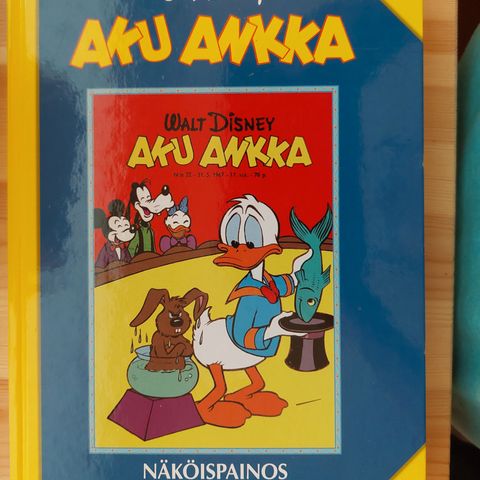 AKU ANKKA
WALT DISNEY
AKU ANKKA
NÄKÖISPAINOS